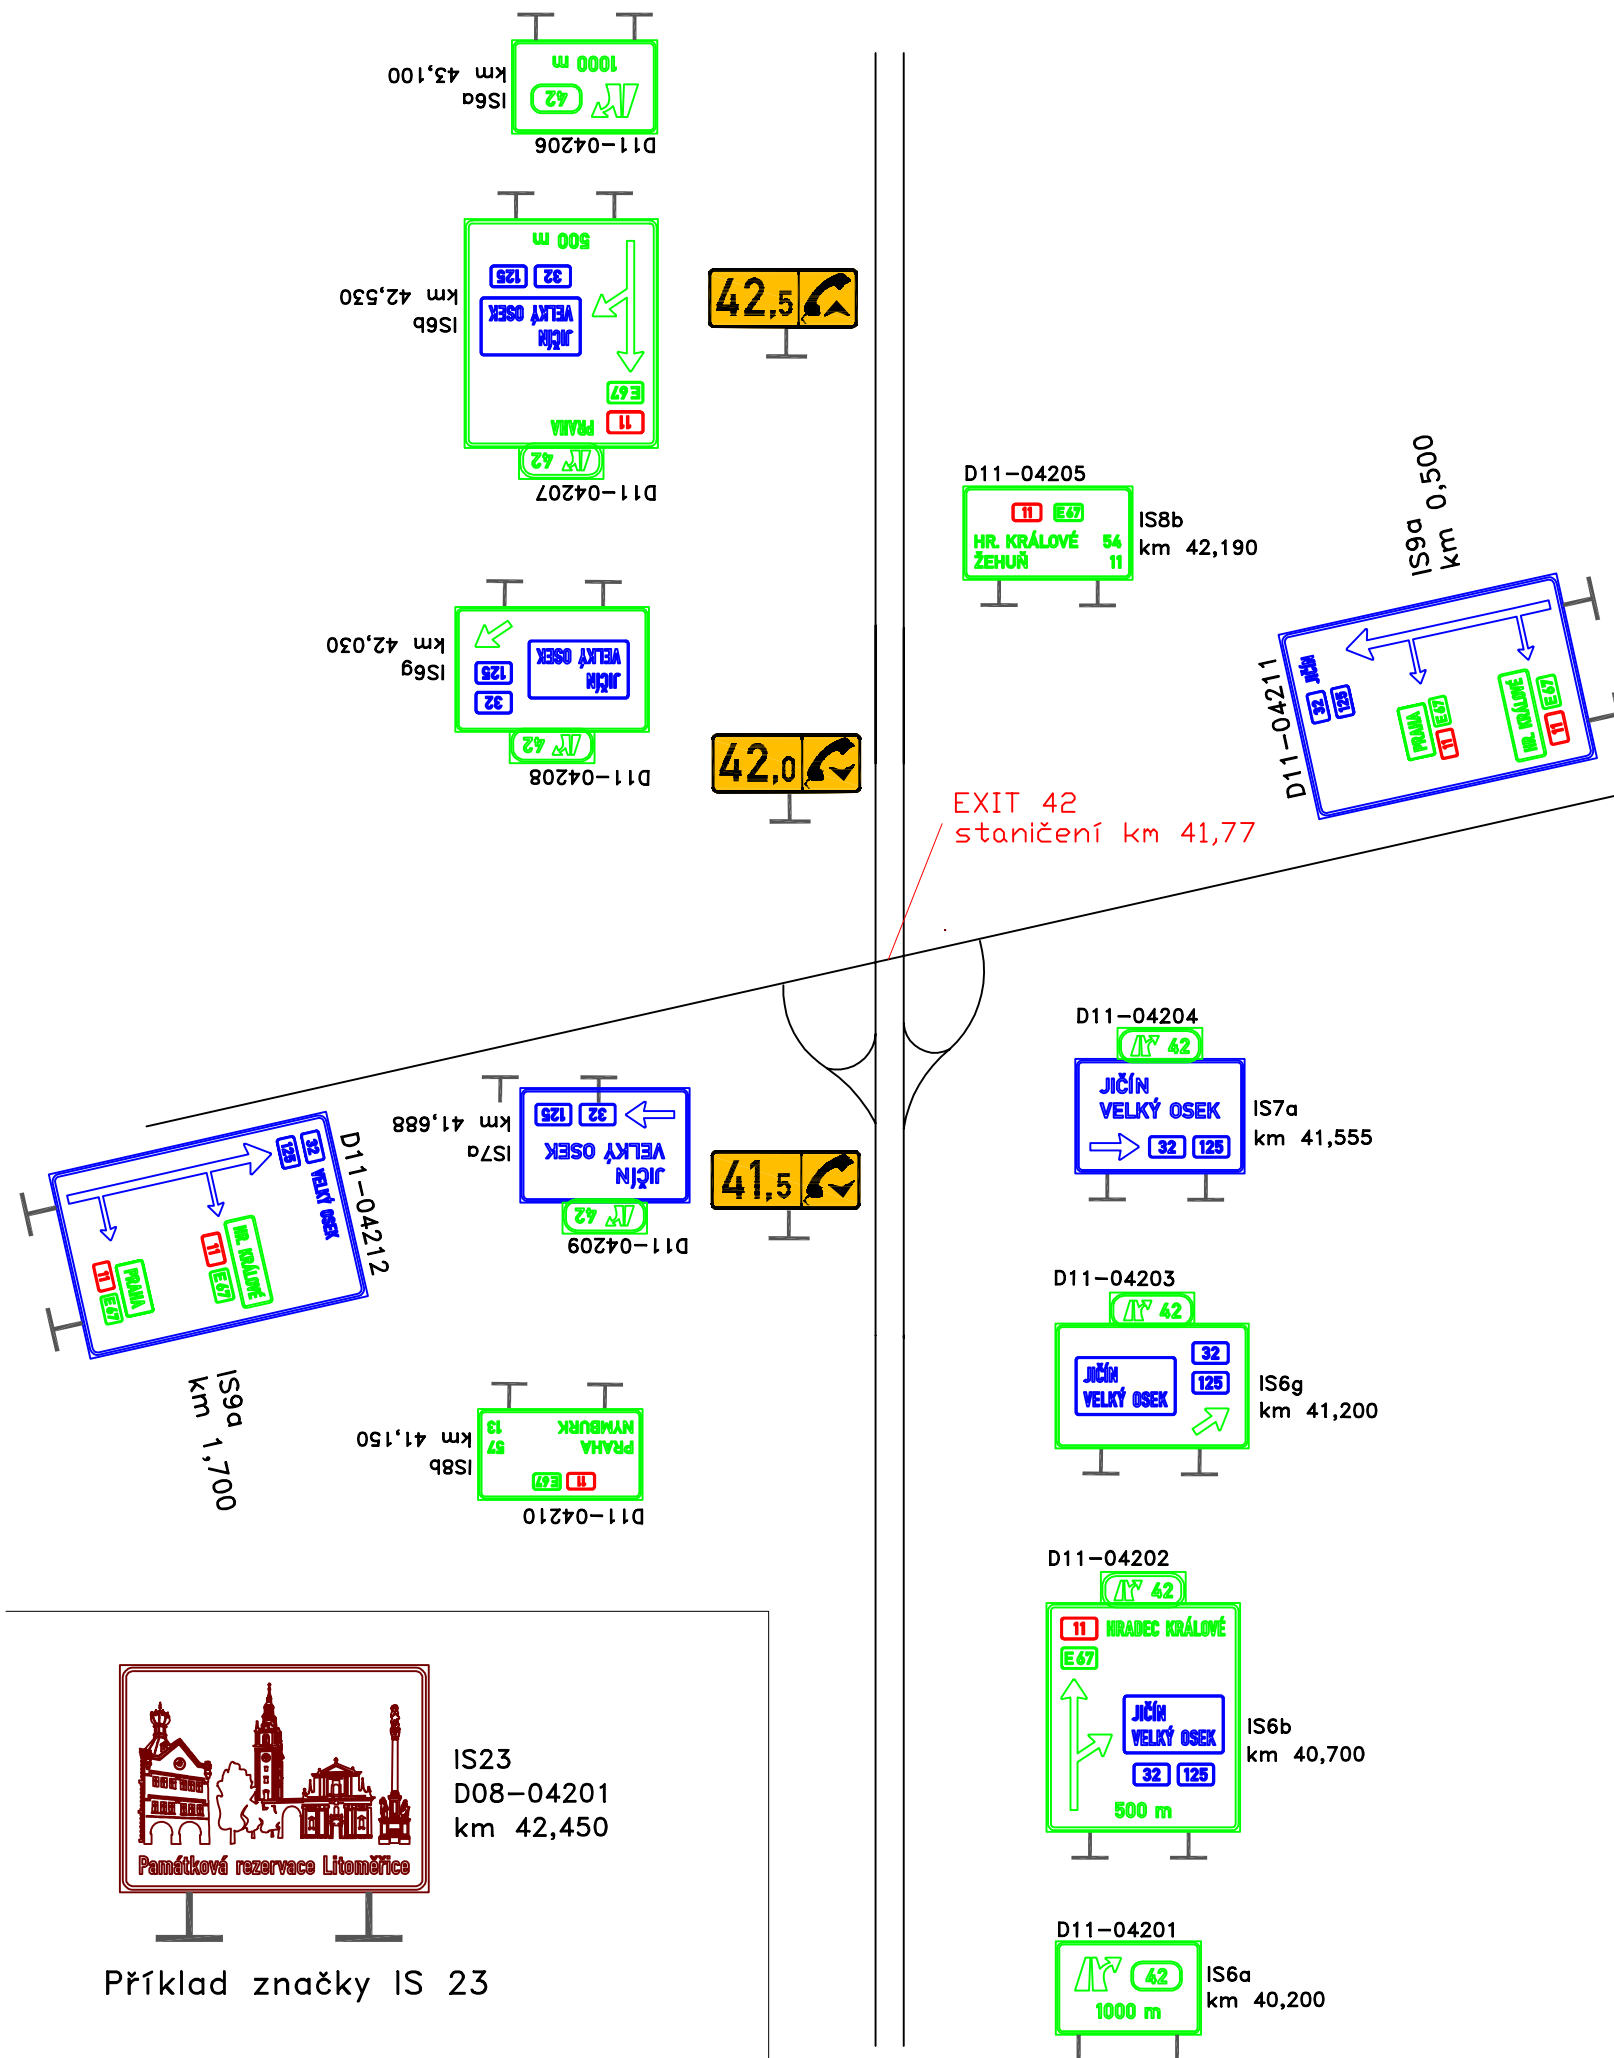 1000 m
42
km 43,100
IS6a
D11-04206
500 m
125 32
VELKÝ OSEK
JIČÍN
km 42,530
IS6b
E67
11
PRAHA
42
D11-04207
42,5
D11-04205
11 E67
HR. KRÁLOVÉ 54
ŽEHUŇ 11
IS8b
km 42,190
IS9a
km 0,500
JIČÍN
32 125
PRAHA
E67
11
HR. KRÁLOVÉ
E67
11
D11-04211
km 42,030
IS6g
JIČÍN
VELKÝ OSEK
125
32
42
D11-04208
42,0
EXIT 42
staničení km 41,77
D11-04204
42
JIČÍN
VELKÝ OSEK
32 125
IS7a
km 41,555
32 125
JIČÍN
VELKÝ OSEK
km 41,688
IS7a
42
D11-04209
41,5
D11-04212
32
125
VELKÝ OSEK
HR. KRÁLOVÉ
11
E67
PRAHA
11
E67
IS9a
km 1,700
D11-04203
42
JIČÍN
VELKÝ OSEK
32
125
IS6g
km 41,200
NYMBURK 13
PRAHA 57
11 E67
km 41,150
IS8b
D11-04210
D11-04202
42
11 HRADEC KRÁLOVÉ
E67
JIČÍN
VELKÝ OSEK
32 125
500 m
IS6b
km 40,700
Památková rezervace Litoměřice
IS23
D08-04201
km 42,450
Příklad značky IS 23
D11-04201
42
1000 m
IS6a
km 40,200